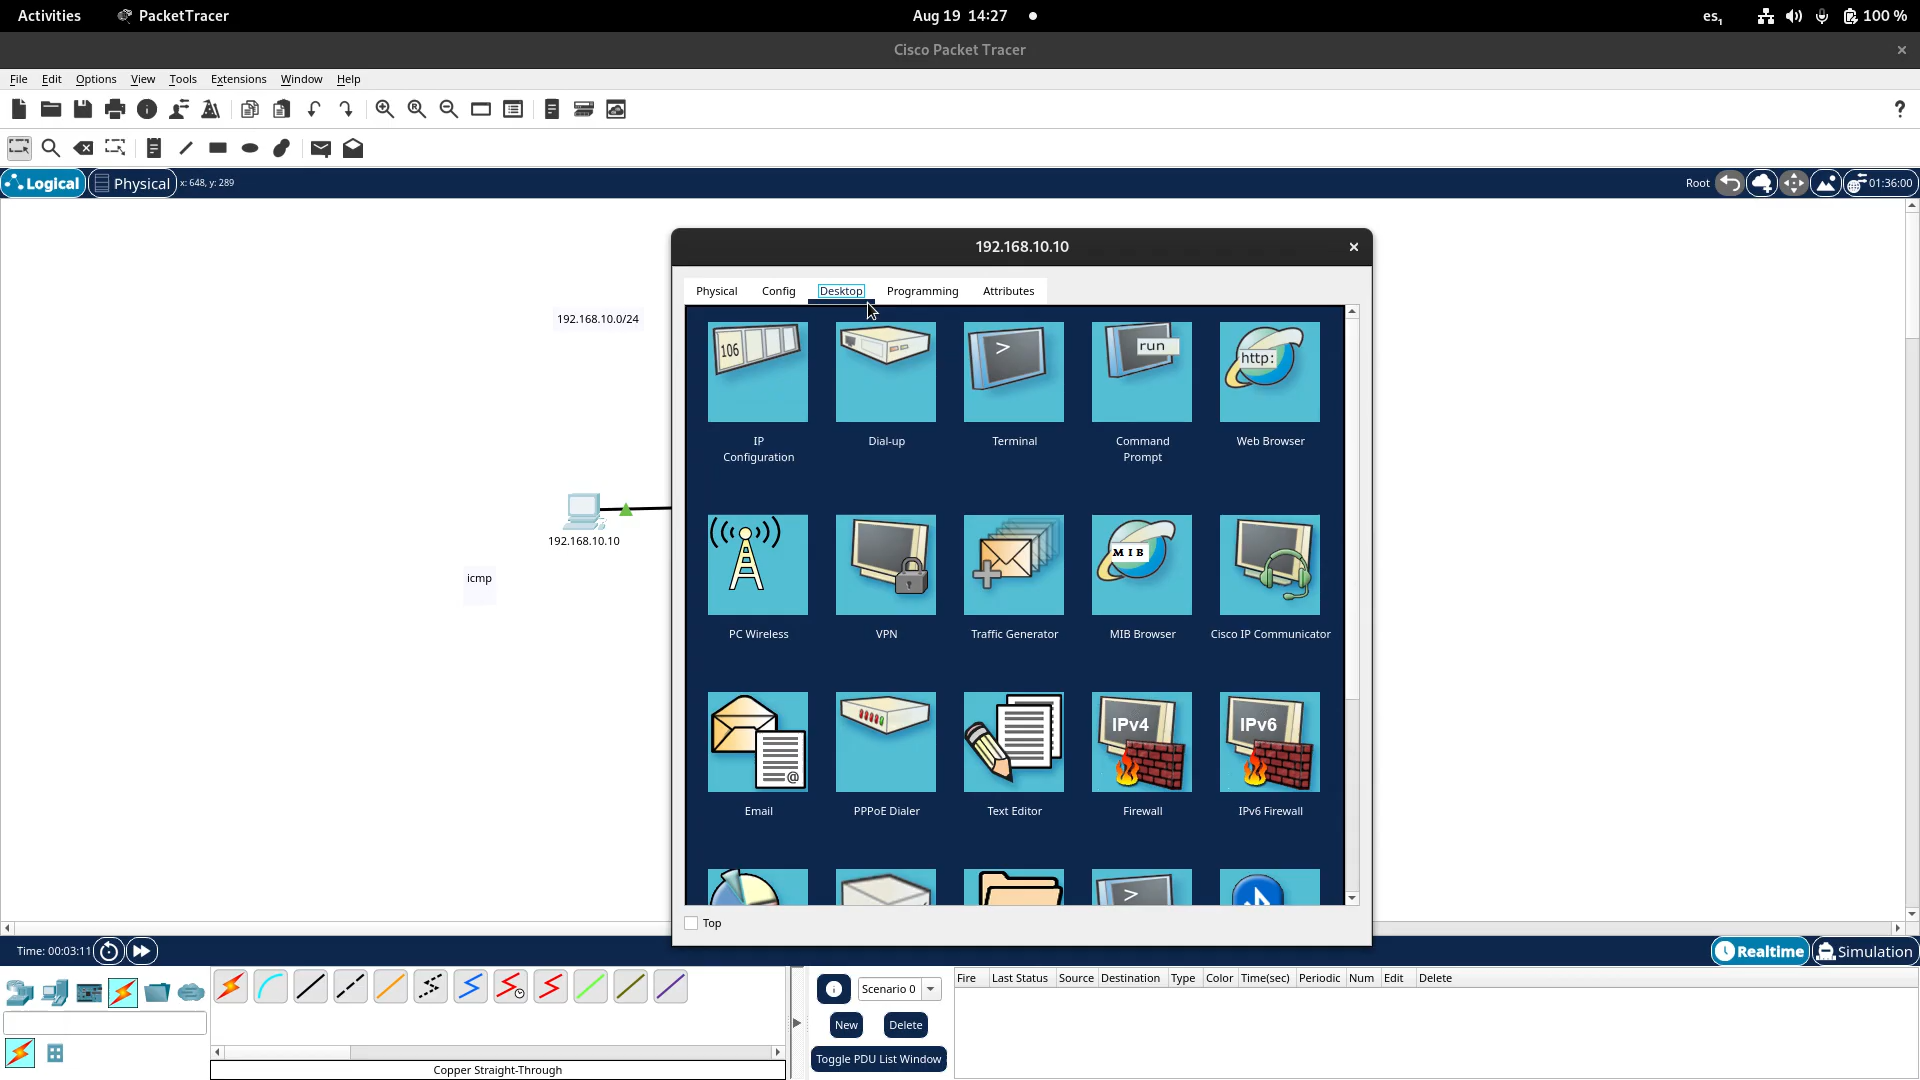 Activities
PacketTracer
Aug 19 14:27
es₁
100 %
Cisco Packet Tracer
File Edit Options View Tools Extensions Window Help
Logical
Physical
x: 648, y: 289
Root
01:36:00
192.168.10.10
Physical Config Desktop Programming Attributes
192.168.10.0/24
106
>
run
http:
IP
Configuration
Dial-up
Terminal
Command
Prompt
Web Browser
192.168.10.10
icmp
MIB
PC Wireless
VPN
Traffic Generator
MIB Browser
Cisco IP Communicator
@
IPv4
IPv6
Email
PPPoE Dialer
Text Editor
Firewall
IPv6 Firewall
>
Top
Time: 00:03:11
Realtime
Simulation
Scenario 0
New
Delete
Toggle PDU List Window
Fire Last Status Source Destination Type Color Time(sec) Periodic Num Edit Delete
Copper Straight-Through